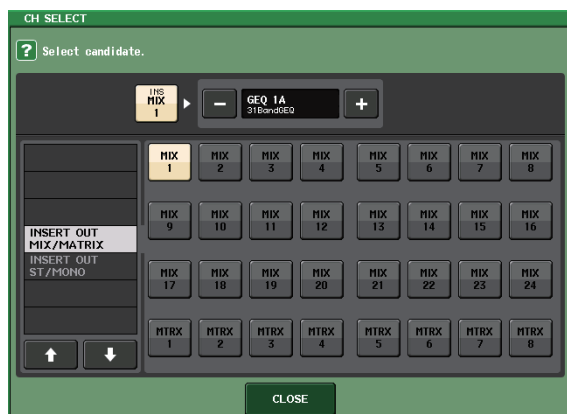 CH SELECT
? Select candidate.
INS
MIX
1
GEQ 1A
31BandGEQ
INSERT OUT
MIX/MATRIX
INSERT OUT
ST/MONO
MIX 1 MIX 2 MIX 3 MIX 4 MIX 5 MIX 6 MIX 7 MIX 8
MIX 9 MIX 10 MIX 11 MIX 12 MIX 13 MIX 14 MIX 15 MIX 16
MIX 17 MIX 18 MIX 19 MIX 20 MIX 21 MIX 22 MIX 23 MIX 24
MTRX 1 MTRX 2 MTRX 3 MTRX 4 MTRX 5 MTRX 6 MTRX 7 MTRX 8
CLOSE